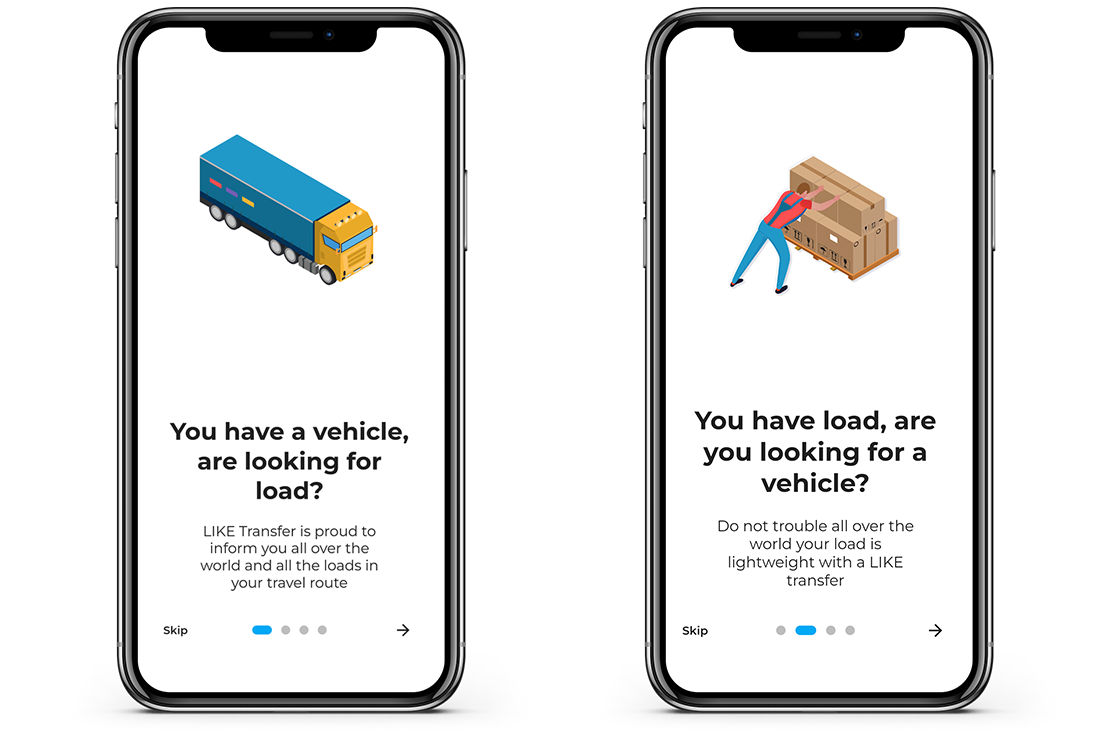 You have a vehicle,
are looking for
load?
LIKE Transfer is proud to
inform you all over the
world and all the loads in
your travel route
Skip
You have load, are
you looking for a
vehicle?
Do not trouble all over the
world your load is
lightweight with a LIKE
transfer
Skip